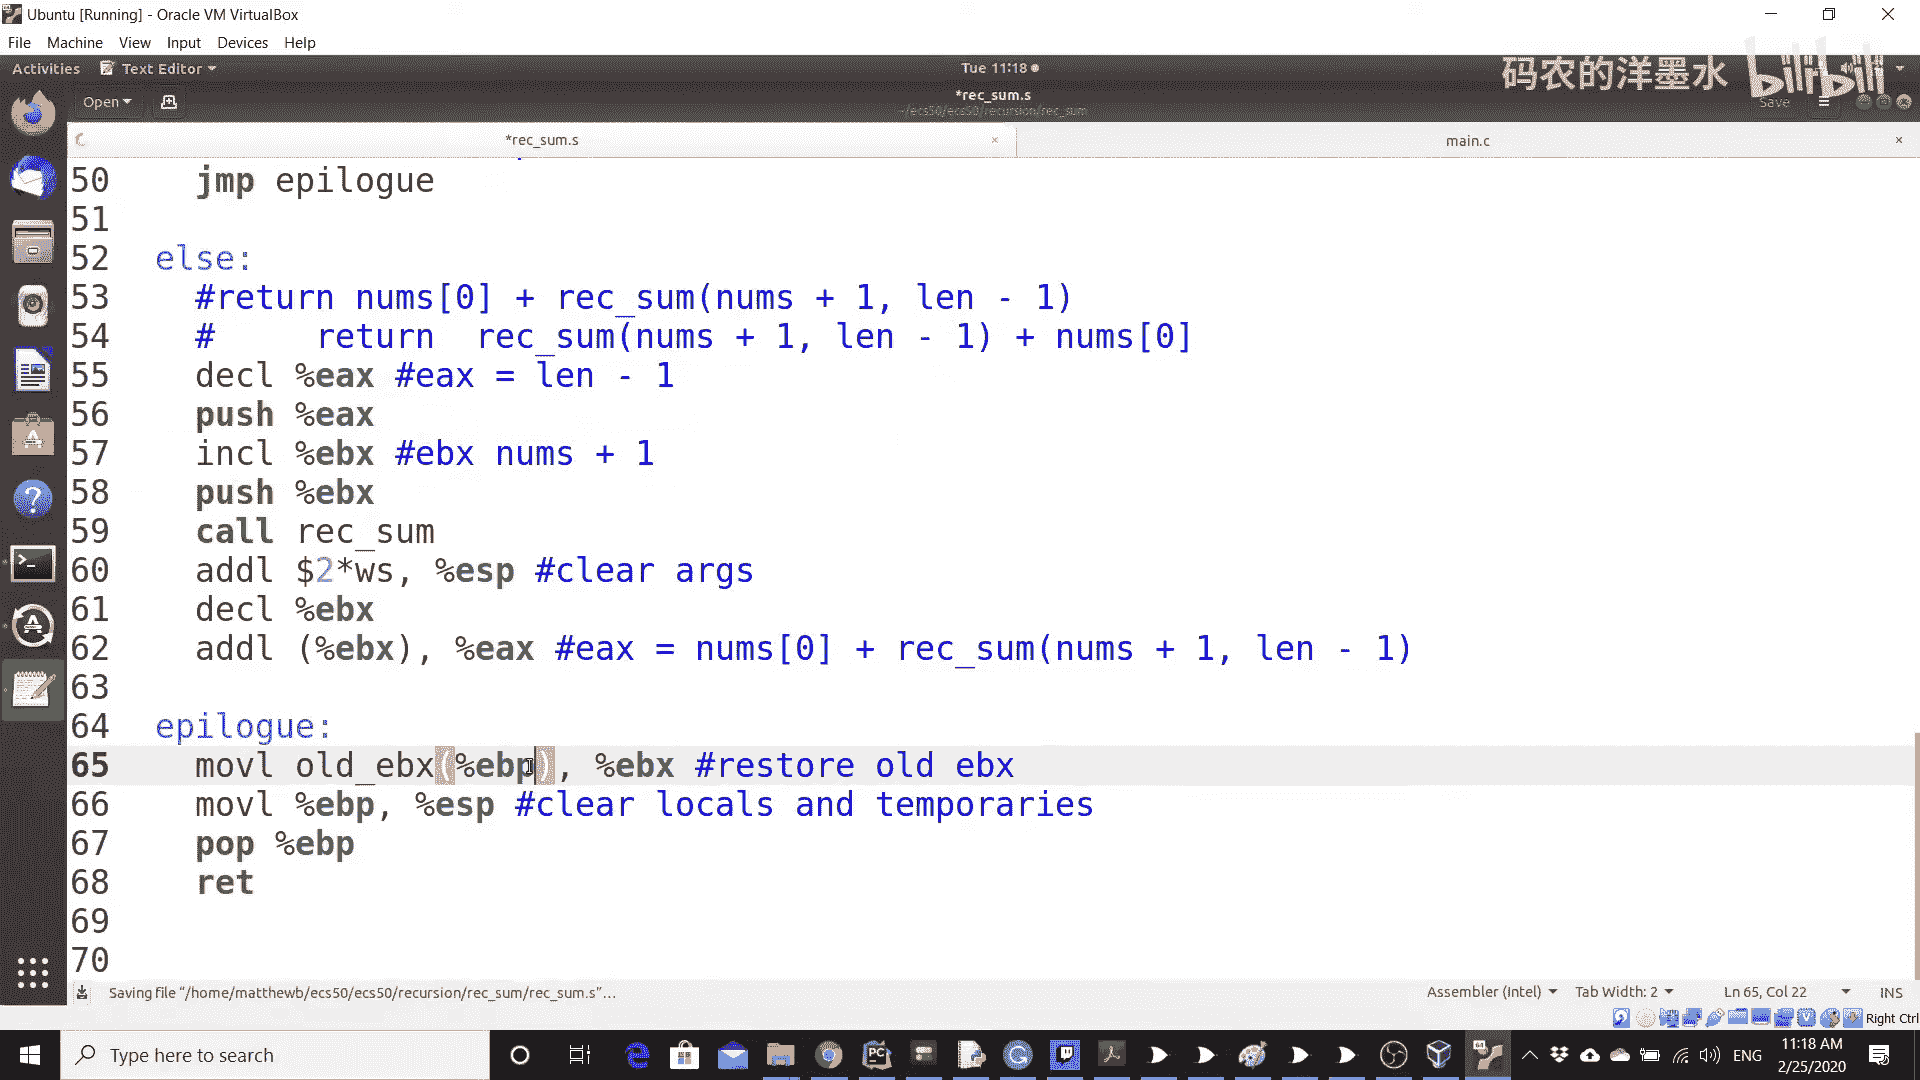 Ubuntu [Running] - Oracle VM VirtualBox
File Machine View Input Devices Help
Activities Text Editor Tue 11:18
码农的洋墨水 bilibili
Open *rec_sum.s Save
~/ecs50/ecs50/recursion/rec_sum
*rec_sum.s × main.c ×
50 jmp epilogue
51
52 else:
53 #return nums[0] + rec_sum(nums + 1, len - 1)
54 # return rec_sum(nums + 1, len - 1) + nums[0]
55 decl %eax #eax = len - 1
56 push %eax
57 incl %ebx #ebx nums + 1
58 push %ebx
59 call rec_sum
60 addl $2*ws, %esp #clear args
61 decl %ebx
62 addl (%ebx), %eax #eax = nums[0] + rec_sum(nums + 1, len - 1)
63
64 epilogue:
65 movl old_ebx(%ebp), %ebx #restore old ebx
66 movl %ebp, %esp #clear locals and temporaries
67 pop %ebp
68 ret
69
70
Saving file “/home/matthewb/ecs50/ecs50/recursion/rec_sum/rec_sum.s”... Assembler (Intel) Tab Width: 2 Ln 65, Col 22 INS
Right Ctrl
Type here to search ENG 11:18 AM
2/25/2020